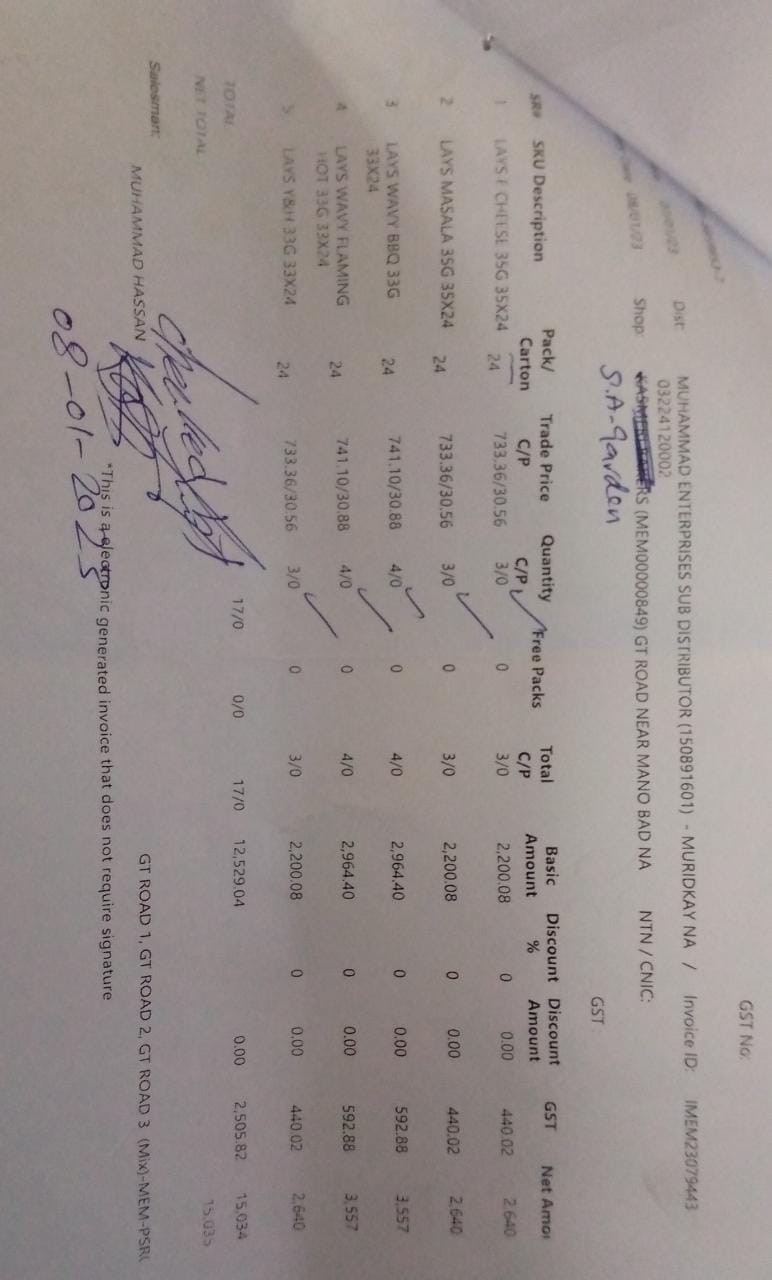 GST No:
Dist: MUHAMMAD ENTERPRISES SUB DISTRIBUTOR (150891601) - MURIDKAY NA / Invoice ID: IMEM23079443
03224120002
08/01/23 Shop: RS (MEM00000849) GT ROAD NEAR MANO BAD NA NTN / CNIC:
S.A-Garden
GST
SR# SKU Description Pack/ Carton Trade Price C/P Quantity C/P Free Packs Total C/P Basic Amount Discount % Discount Amount GST Net Amo
1 LAYS F CHEESE 35G 35X24 24 733.36/30.56 3/0 0 3/0 2,200.08 0 0.00 440.02 2,640
2 LAYS MASALA 35G 35X24 24 733.36/30.56 3/0 0 3/0 2,200.08 0 0.00 440.02 2,640
3 LAYS WAVY BBQ 33G 24 741.10/30.88 4/0 0 4/0 2,964.40 0 0.00 592.88 3,557
33X24
4 LAYS WAVY FLAMING 24 741.10/30.88 4/0 0 4/0 2,964.40 0 0.00 592.88 3,557
HOT 33G 33X24
5 LAYS Y&H 33G 33X24 24 733.36/30.56 3/0 0 3/0 2,200.08 0 0.00 440.02 2,640
TOTAL 17/0 0/0 17/0 12,529.04 0.00 2,505.82 15,034
NET TOTAL 15,035
Salesman: MUHAMMAD HASSAN GT ROAD 1, GT ROAD 2, GT ROAD 3 (Mix)-MEM-PSR
*This is a electronic generated invoice that does not require signature
08-01-2023